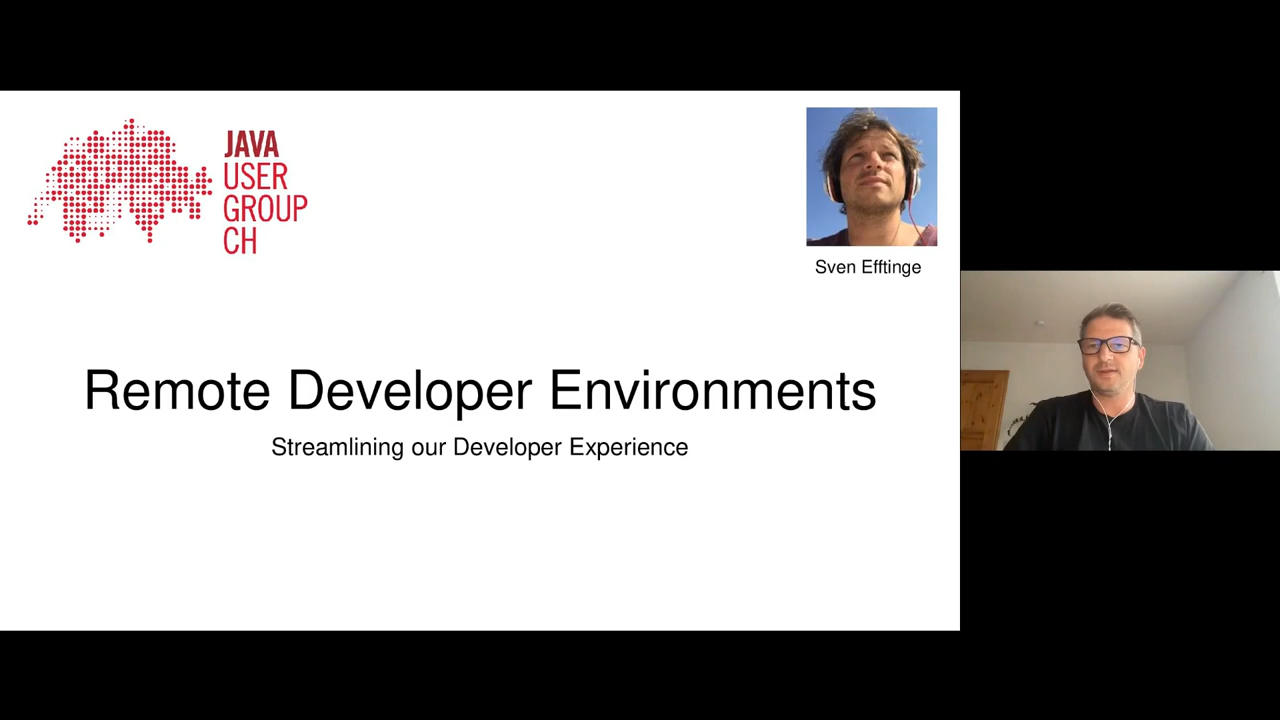 JAVA
USER
GROUP
CH
Sven Efftinge
Remote Developer Environments
Streamlining our Developer Experience